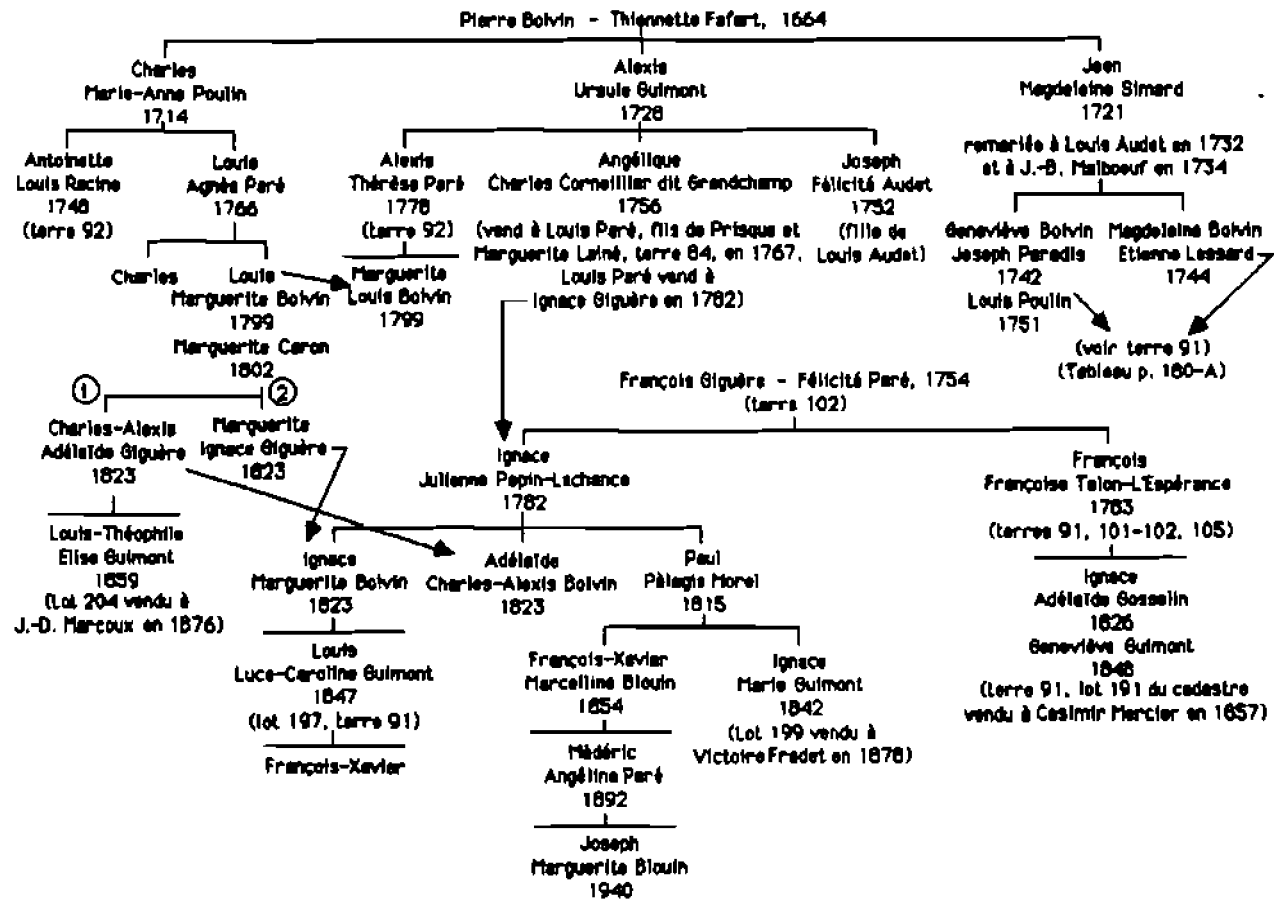 Pierre Boivin - Thiennette Fafart, 1664
Charles
Marie-Anne Poulin
1714
Alexis
Ursule Guimont
1728
Jean
Magdeleine Simard
1721
remariée à Louis Audet en 1732
et à J.-B. Malboeuf en 1734
Antoinette
Louis Racine
1748
(terre 92)
Louis
Agnès Paré
1766
Alexis
Thérèse Paré
1778
(terre 92)
Angélique
Charles Corneillier dit Grandchamp
1756
(vend à Louis Paré, fils de Prisque et
Marguerite Lainé, terre 84, en 1767.
Louis Paré vend à
Ignace Giguère en 1782)
Joseph
Félicité Audet
1752
(fille de
Louis Audet)
Geneviève Boivin
Joseph Paradis
1742
Louis Poulin
1751
Magdeleine Boivin
Etienne Lessard
1744
(voir terre 91)
(Tableau p. 180-A)
Charles
Louis
Marguerite Boivin
1799
Marguerite Caron
1802
Marguerite
Louis Boivin
1799
1
2
Charles-Alexis
Adélaïde Giguère
1823
Marguerite
Ignace Giguère
1823
François Giguère - Félicité Paré, 1754
(terre 102)
Ignace
Julienne Pepin-Lachance
1782
François
Françoise Talon-L'Espérance
1783
(terres 91, 101-102, 105)
Louis-Théophile
Elise Guimont
1859
(Lot 204 vendu à
J.-D. Marcoux en 1876)
Ignace
Marguerite Boivin
1823
Adélaïde
Charles-Alexis Boivin
1823
Paul
Pèlagie Morel
1815
Ignace
Adélaïde Gosselin
1826
Geneviève Guimont
1848
(terre 91, lot 191 du cadastre
vendu à Casimir Mercier en 1857)
Louis
Luce-Caroline Guimont
1847
(lot 197, terre 91)
François-Xavier
François-Xavier
Marcelline Blouin
1854
Ignace
Marie Guimont
1842
(Lot 199 vendu à
Victoire Fradet en 1878)
Médéric
Angéline Paré
1892
Joseph
Marguerite Blouin
1940